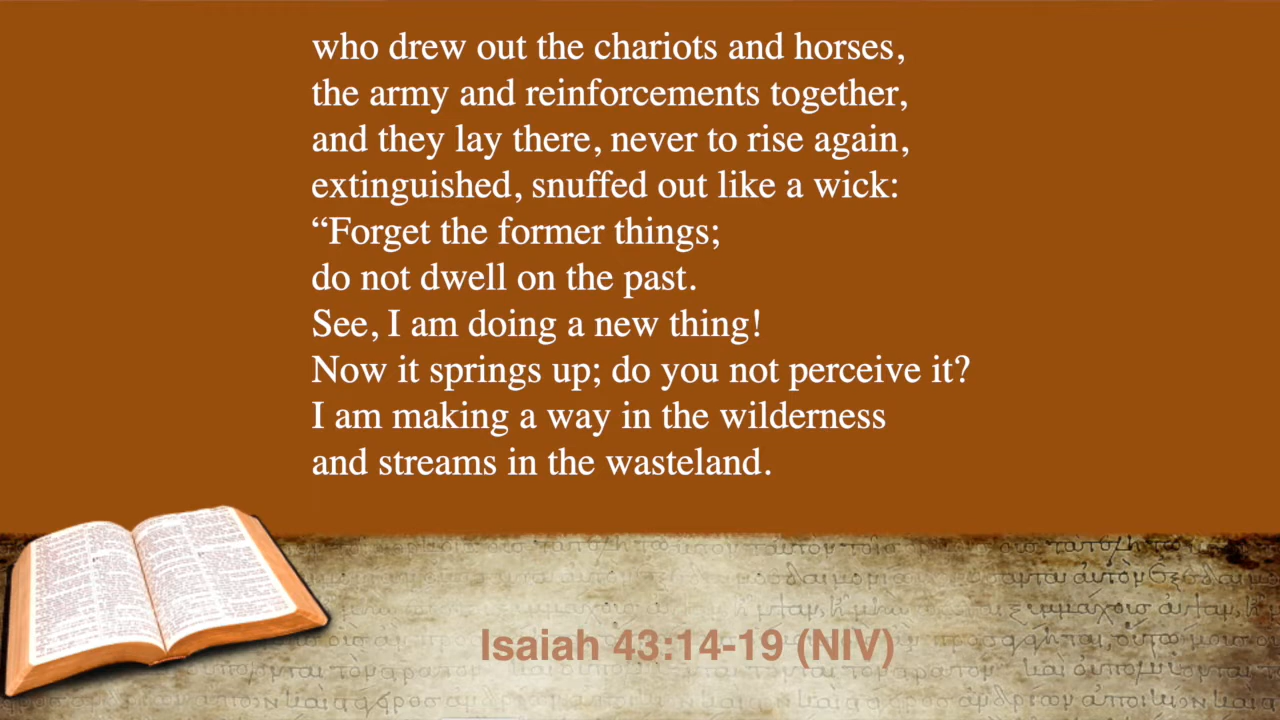 who drew out the chariots and horses,
the army and reinforcements together,
and they lay there, never to rise again,
extinguished, snuffed out like a wick:
“Forget the former things;
do not dwell on the past.
See, I am doing a new thing!
Now it springs up; do you not perceive it?
I am making a way in the wilderness
and streams in the wasteland.
Isaiah 43:14-19 (NIV)